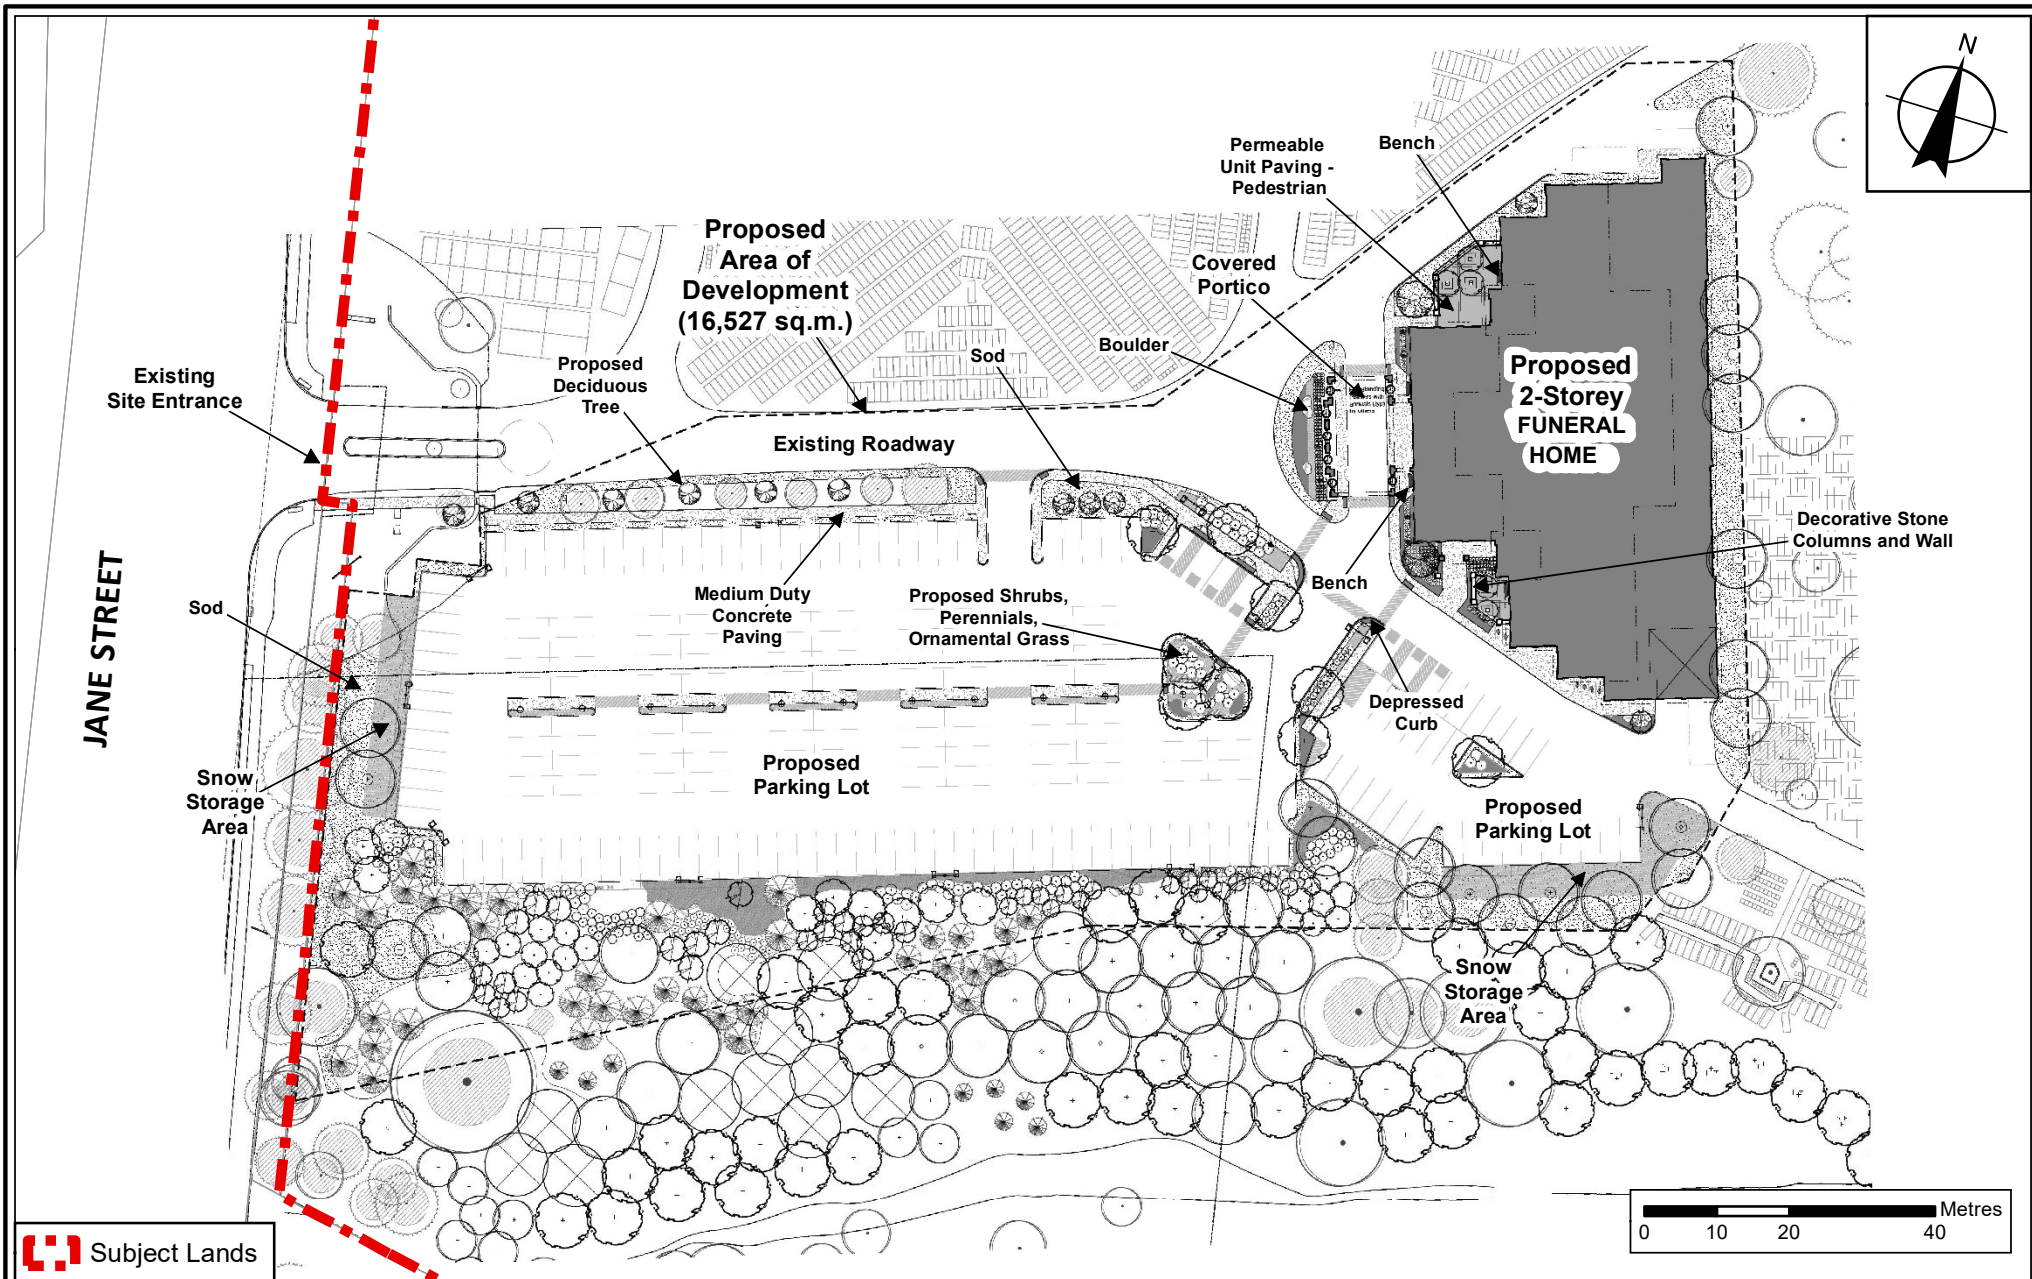 N
Permeable
Unit Paving -
Pedestrian
Bench
Proposed
Area of
Development
(16,527 sq.m.)
Covered
Portico
Boulder
Sod
Proposed
Deciduous
Tree
Existing
Site Entrance
Existing Roadway
Proposed
2-Storey
FUNERAL
HOME
Decorative Stone
Columns and Wall
Bench
JANE STREET
Sod
Medium Duty
Concrete
Paving
Proposed Shrubs,
Perennials,
Ornamental Grass
Depressed
Curb
Snow
Storage
Area
Proposed
Parking Lot
Proposed
Parking Lot
Snow
Storage
Area
Subject Lands
Metres
0 10 20 40